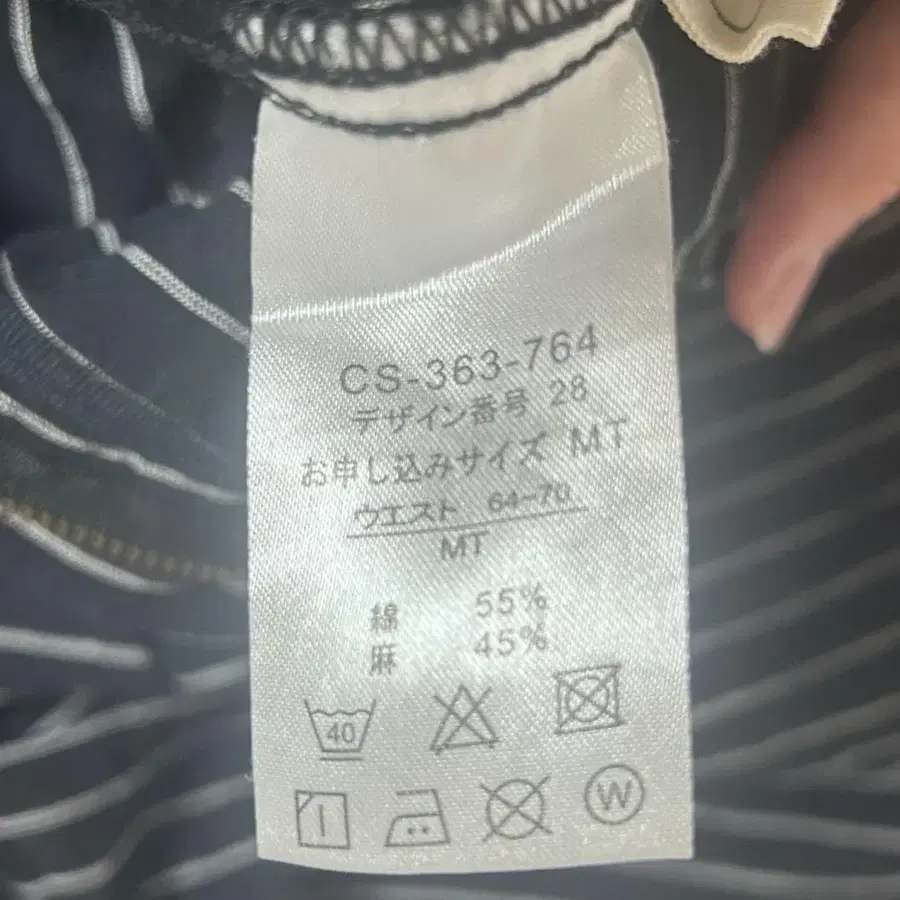 CS-363-764
デザイン番号 28
お申し込みサイズ MT
ウエスト 64-70
MT
綿 55%
麻 45%
40
W